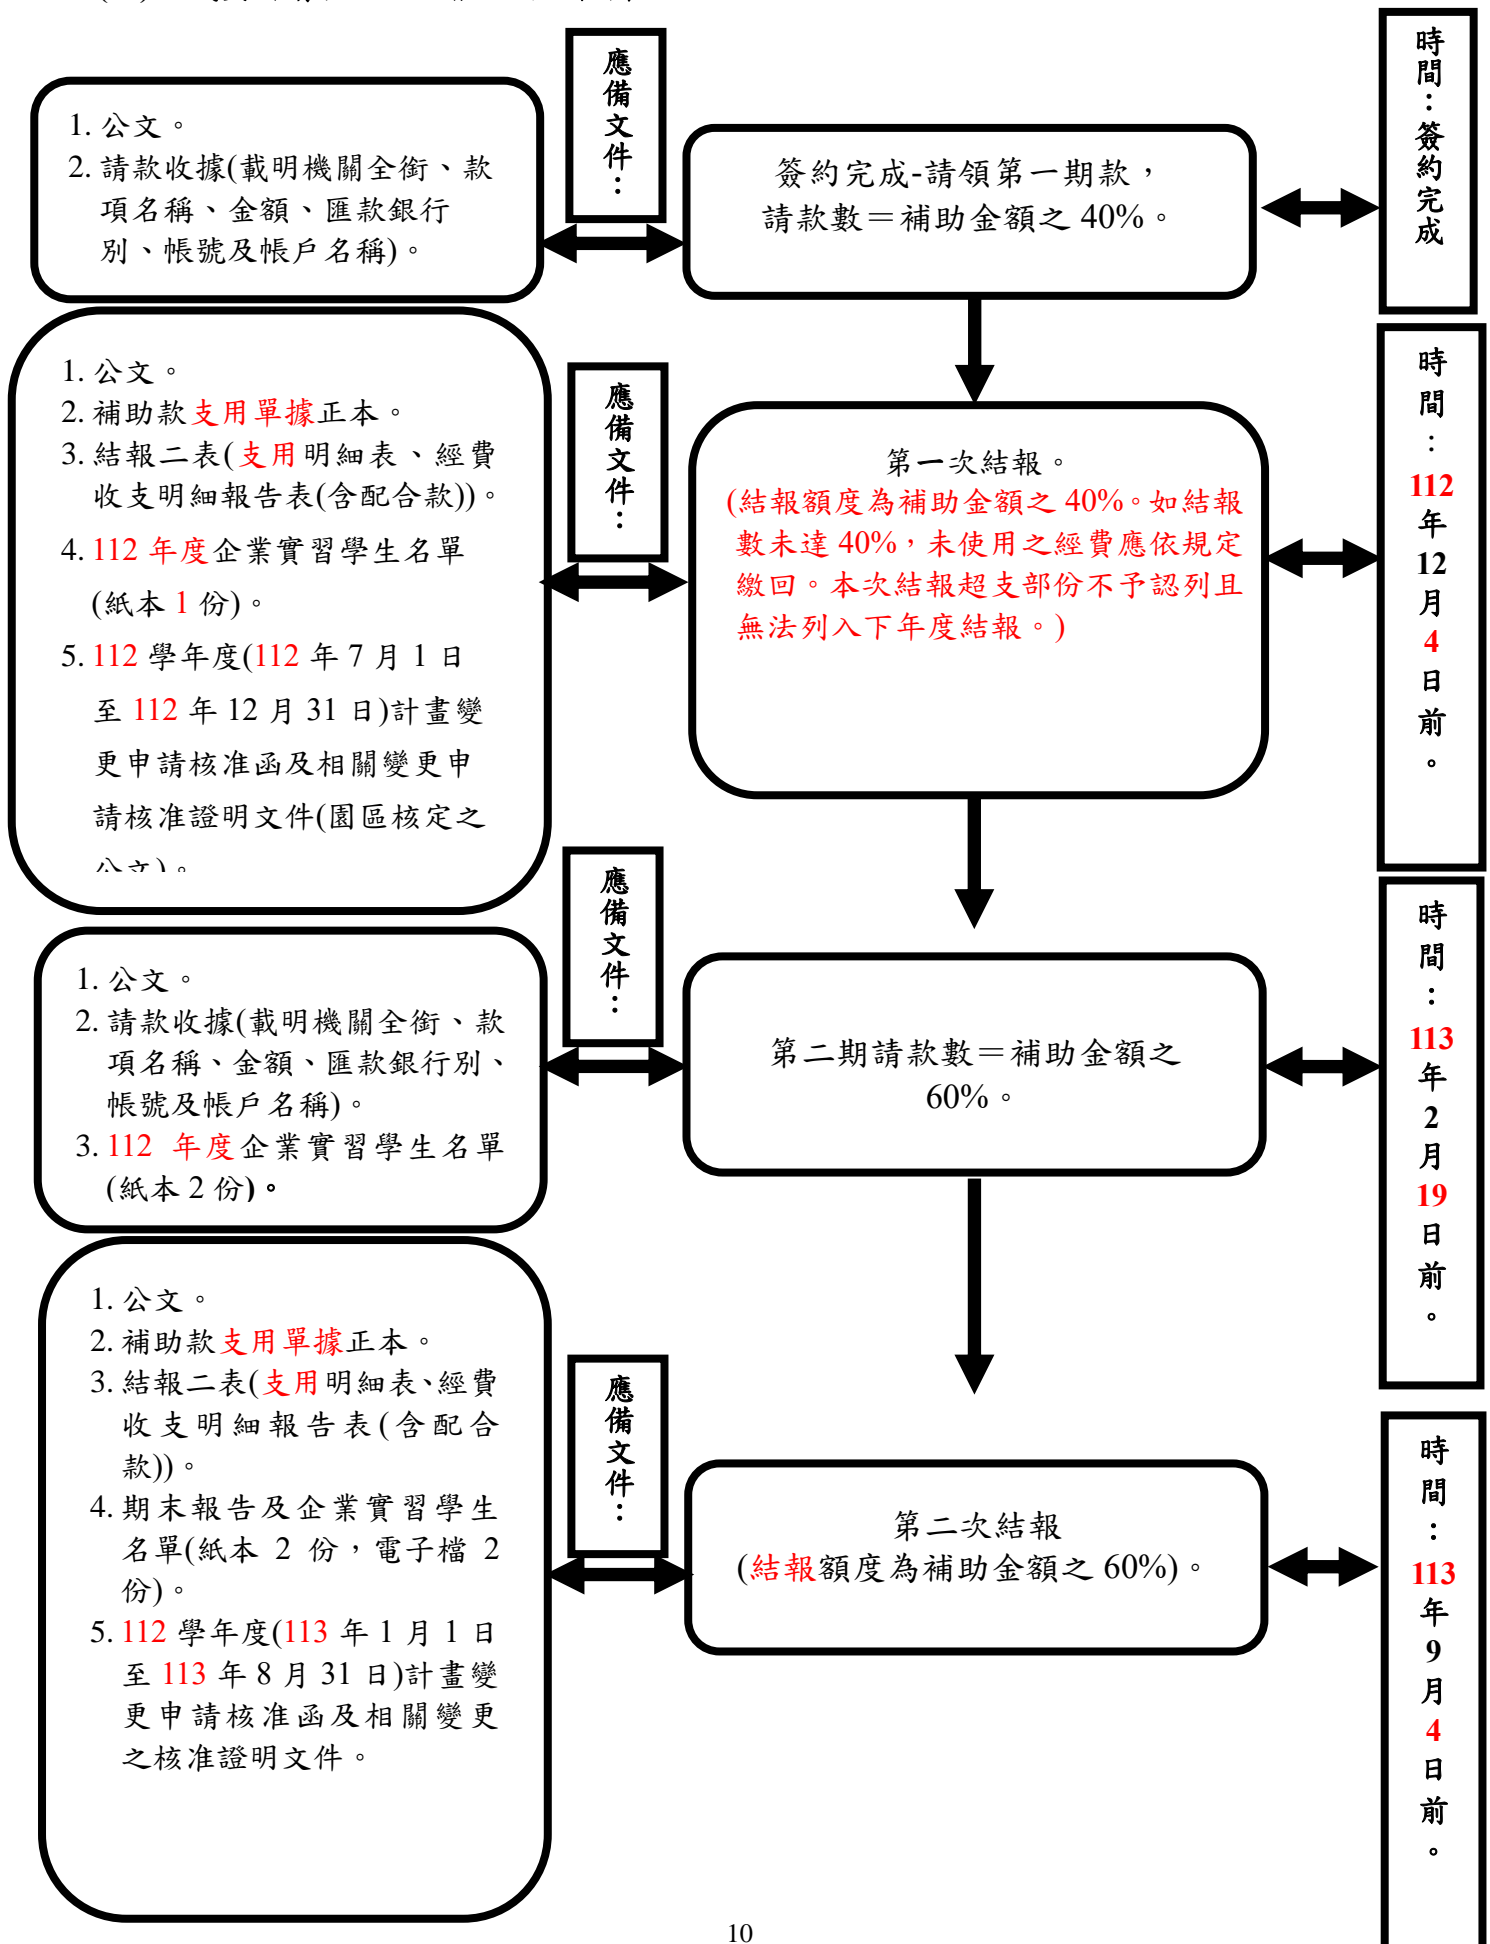 1. 公文。
2. 請款收據(載明機關全銜、款
項名稱、金額、匯款銀行
別、帳號及帳戶名稱)。
應備文件：
簽約完成-請領第一期款，
請款數＝補助金額之 40%。
時間：簽約完成
1. 公文。
2. 補助款支用單據正本。
3. 結報二表(支用明細表、經費
收支明細報告表(含配合款))。
4. 112 年度企業實習學生名單
(紙本 1 份)。
5. 112 學年度(112 年 7 月 1 日
至 112 年 12 月 31 日)計畫變
更申請核准函及相關變更申
請核准證明文件(園區核定之
公文)。
應備文件：
第一次結報。
(結報額度為補助金額之 40%。如結報
數未達 40%，未使用之經費應依規定
繳回。本次結報超支部份不予認列且
無法列入下年度結報。)
時間：112年12月4日前。
1. 公文。
2. 請款收據(載明機關全銜、款
項名稱、金額、匯款銀行別、
帳號及帳戶名稱)。
3. 112 年度企業實習學生名單
(紙本 2 份)。
應備文件：
第二期請款數＝補助金額之
60%。
時間：113年2月19日前。
1. 公文。
2. 補助款支用單據正本。
3. 結報二表(支用明細表、經費
收支明細報告表(含配合
款))。
4. 期末報告及企業實習學生
名單(紙本 2 份，電子檔 2
份)。
5. 112 學年度(113 年 1 月 1 日
至 113 年 8 月 31 日)計畫變
更申請核准函及相關變更
之核准證明文件。
應備文件：
第二次結報
(結報額度為補助金額之 60%)。
時間：113年9月4日前。
10